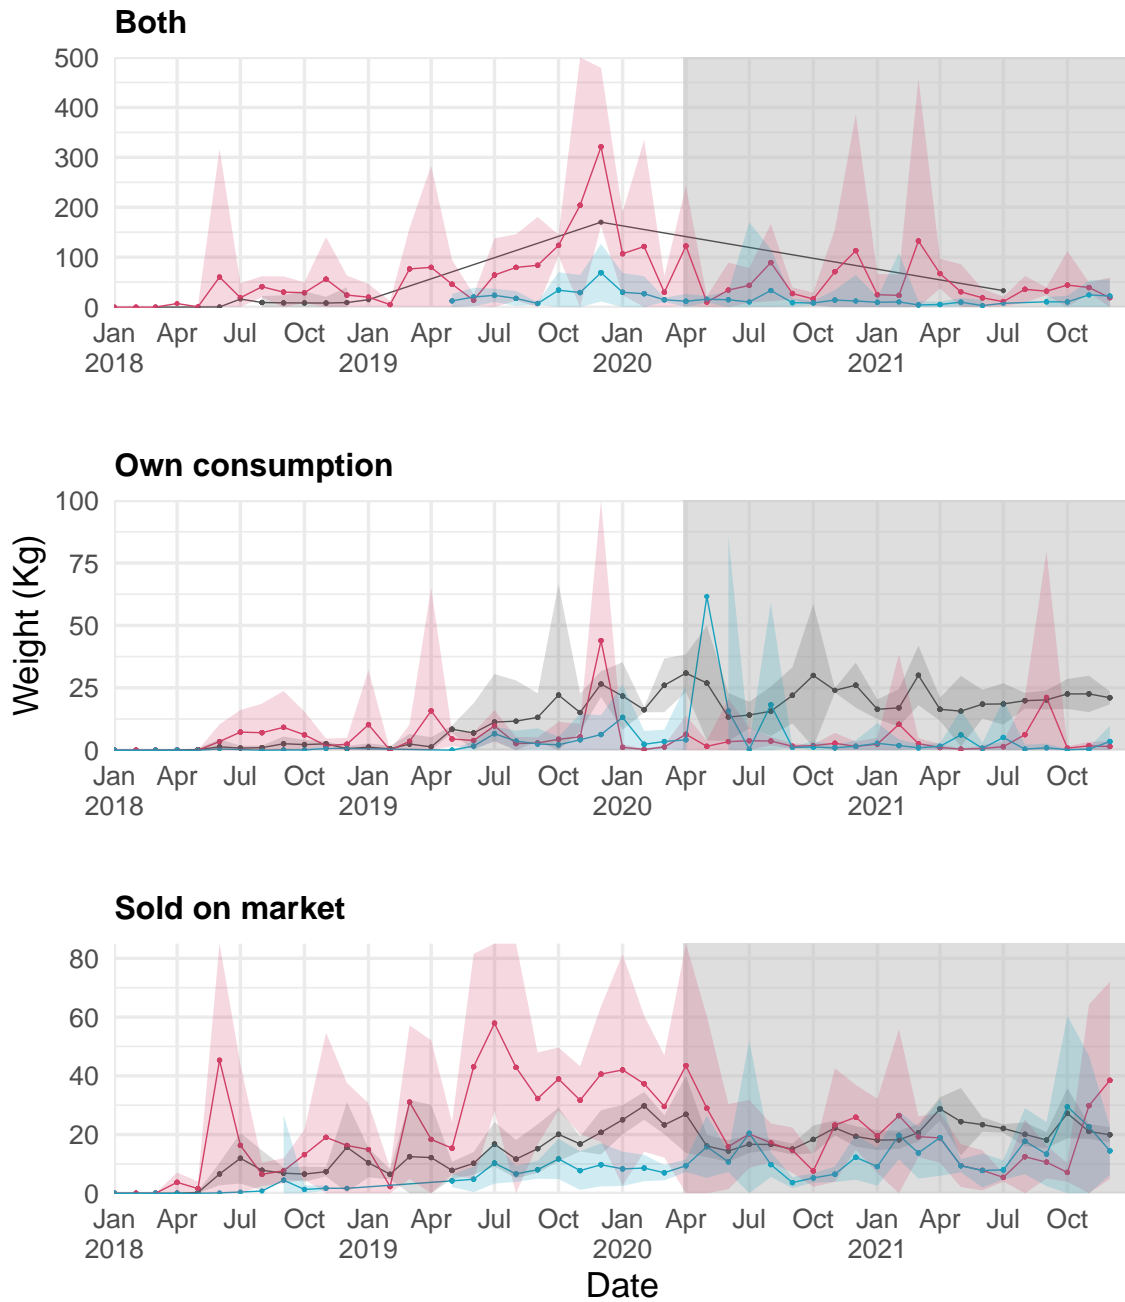 Both
500
400
300
200
100
0
Jan Apr Jul Oct Jan Apr Jul Oct Jan Apr Jul Oct Jan Apr Jul Oct
2018 2019 2020 2021
Own consumption
100
75
50
25
0
Jan Apr Jul Oct Jan Apr Jul Oct Jan Apr Jul Oct Jan Apr Jul Oct
2018 2019 2020 2021
Weight (Kg)
Sold on market
80
60
40
20
0
Jan Apr Jul Oct Jan Apr Jul Oct Jan Apr Jul Oct Jan Apr Jul Oct
2018 2019 2020 2021
Date